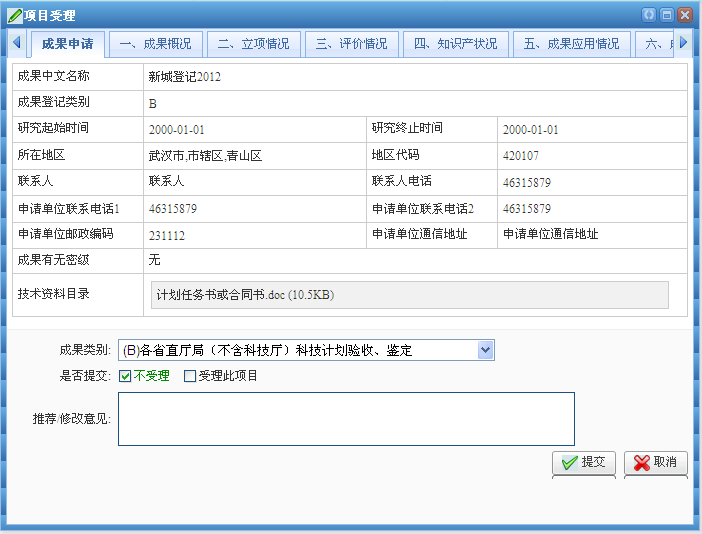 项目受理
成果申请 一、成果概况 二、立项情况 三、评价情况 四、知识产状况 五、成果应用情况 六、
成果中文名称 新城登记2012
成果登记类别 B
研究起始时间 2000-01-01 研究终止时间 2000-01-01
所在地区 武汉市,市辖区,青山区 地区代码 420107
联系人 联系人 联系人电话 46315879
申请单位联系电话1 46315879 申请单位联系电话2 46315879
申请单位邮政编码 231112 申请单位通信地址 申请单位通信地址
成果有无密级 无
技术资料目录 计划任务书或合同书.doc (10.5KB)
成果类别: (B)各省直厅局（不含科技厅）科技计划验收、鉴定
是否提交: 不受理 受理此项目
推荐/修改意见:
提交 取消